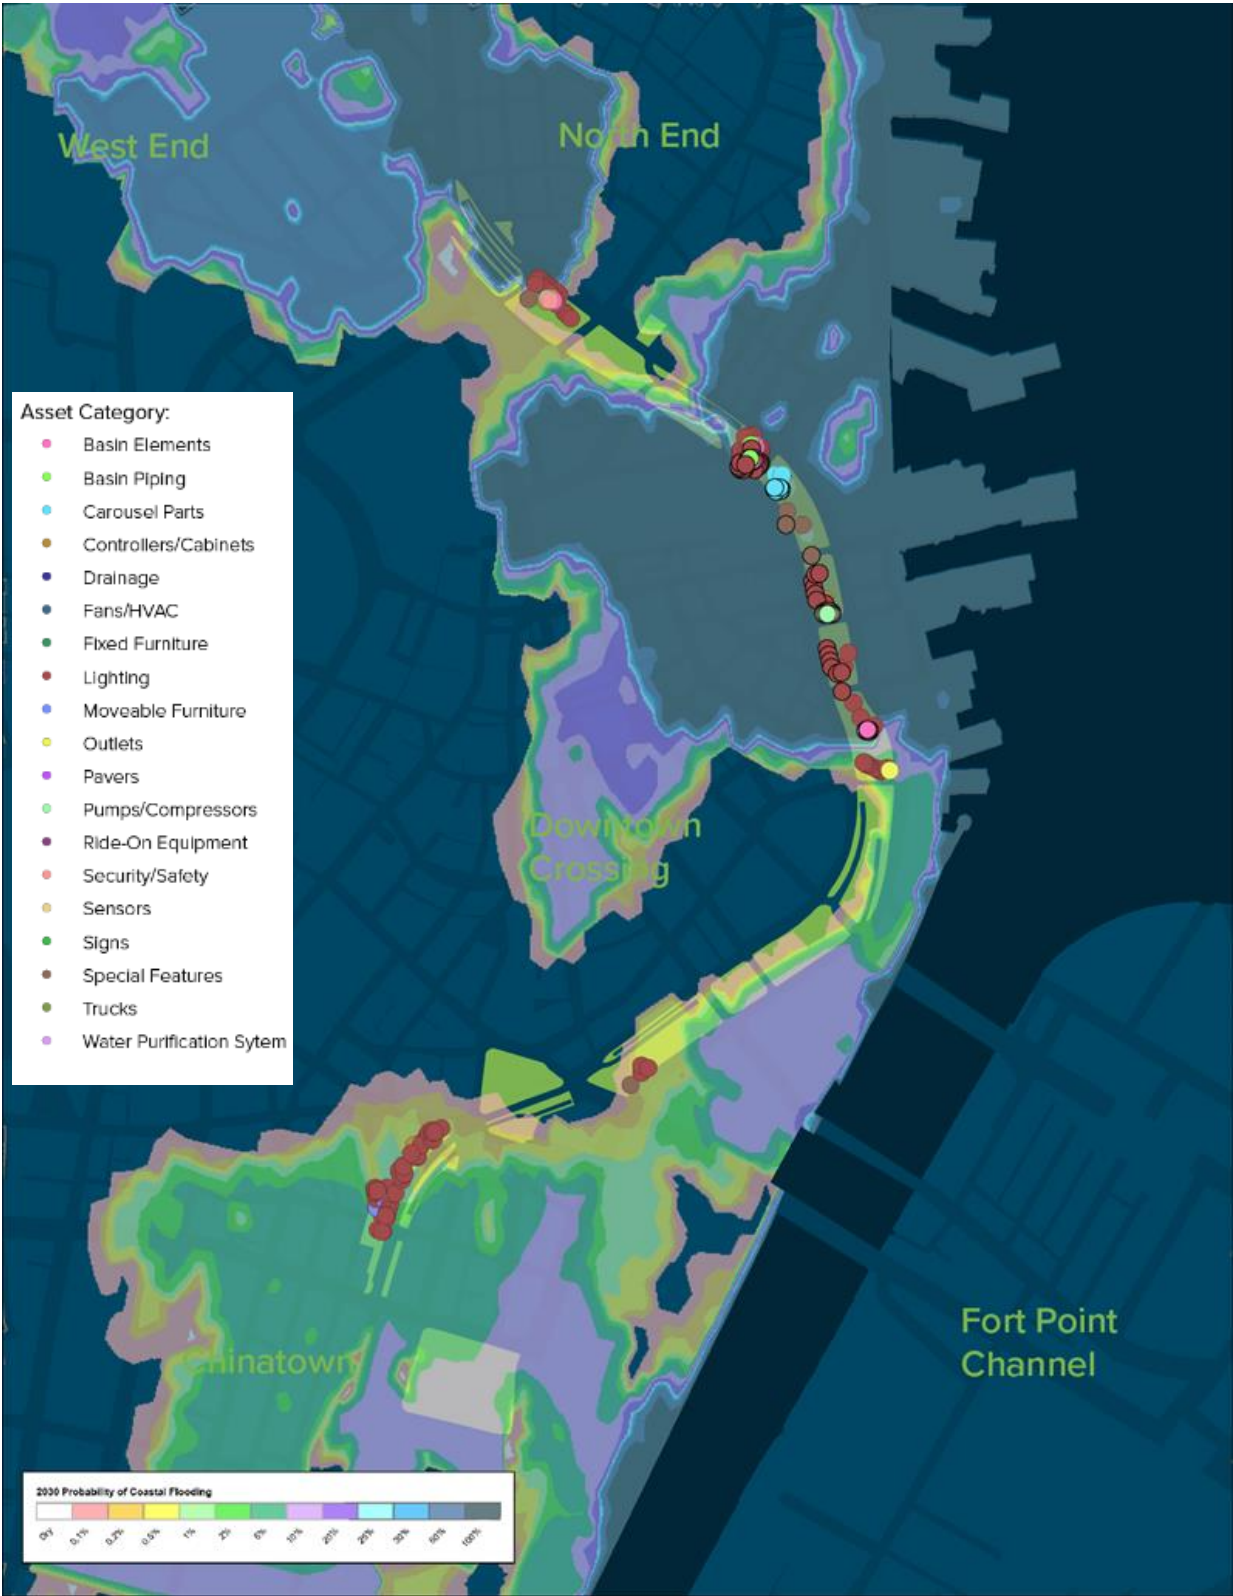 West End
North End
Asset Category:
Basin Elements
Basin Piping
Carousel Parts
Controllers/Cabinets
Drainage
Fans/HVAC
Fixed Furniture
Lighting
Moveable Furniture
Outlets
Pavers
Pumps/Compressors
Ride-On Equipment
Security/Safety
Sensors
Signs
Special Features
Trucks
Water Purification Sytem
Downtown
Crossing
Fort Point
Channel
Chinatown
2030 Probability of Coastal Flooding
Dry 0.1% 0.2% 0.5% 1% 2% 5% 10% 20% 25% 30% 50% 100%